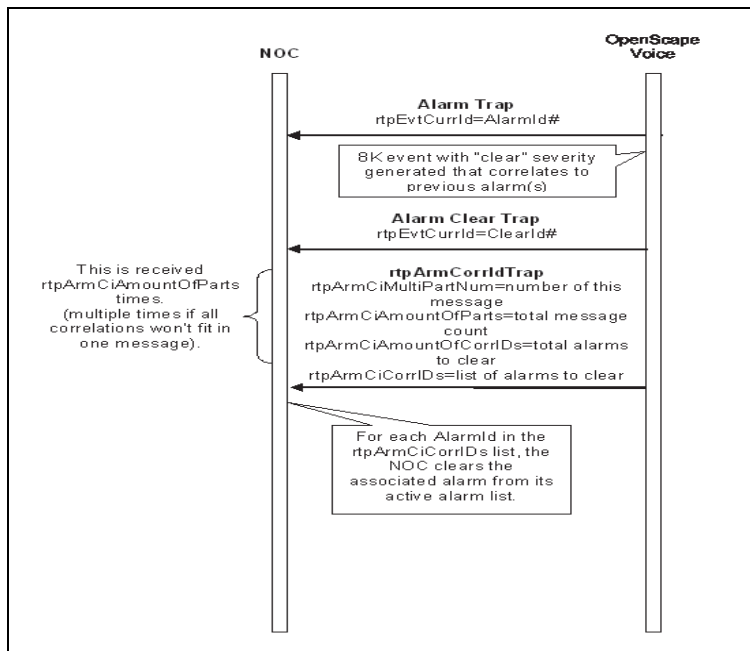 OpenScape
Voice
NOC
Alarm Trap
rtpEvtCurrId=AlarmId#
8K event with "clear" severity
generated that correlates to
previous alarm(s)
Alarm Clear Trap
rtpEvtCurrId=ClearId#
This is received
rtpArmCiAmountOfParts
times.
(multiple times if all
correlations won't fit in
one message).
rtpArmCorrIdTrap
rtpArmCiMultiPartNum=number of this
message
rtpArmCiAmountOfParts=total message
count
rtpArmCiAmountOfCorrIDs=total alarms
to clear
rtpArmCiCorrIDs=list of alarms to clear
For each AlarmId in the
rtpArmCiCorrIDs list, the
NOC clears the
associated alarm from its
active alarm list.